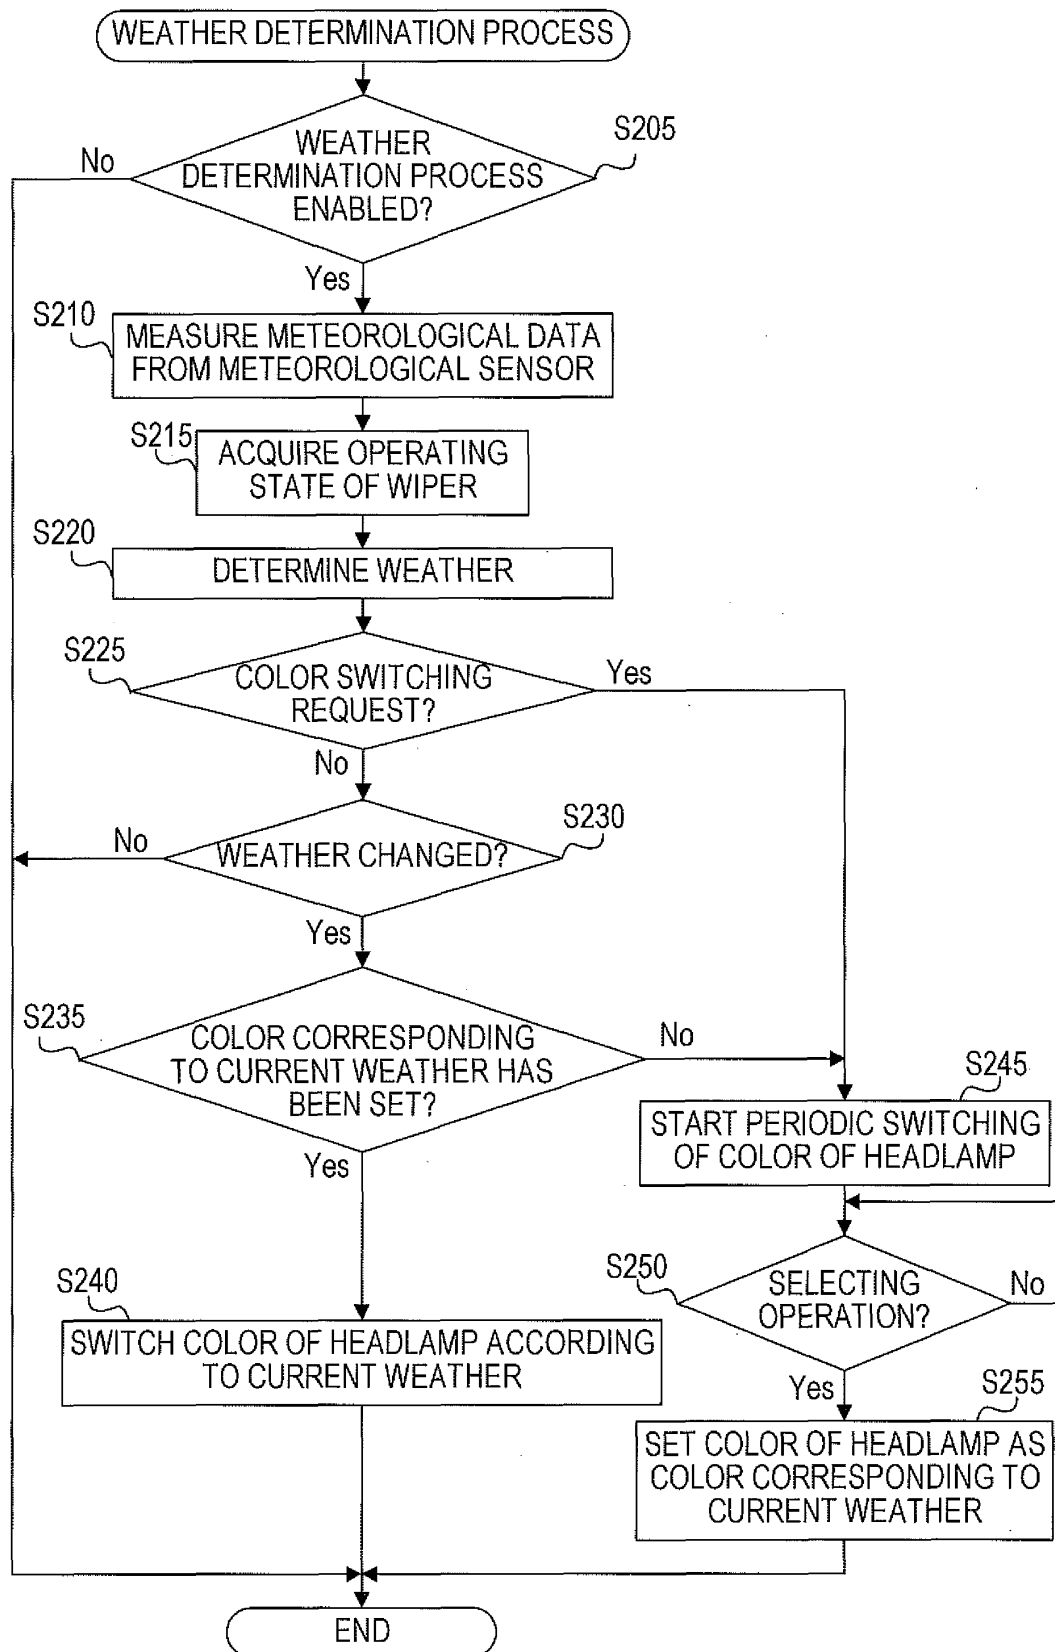 WEATHER DETERMINATION PROCESS
S205
No
WEATHER
DETERMINATION PROCESS
ENABLED?
Yes
S210
MEASURE METEOROLOGICAL DATA
FROM METEOROLOGICAL SENSOR
S215
ACQUIRE OPERATING
STATE OF WIPER
S220
DETERMINE WEATHER
S225
COLOR SWITCHING
REQUEST?
Yes
No
S230
No
WEATHER CHANGED?
Yes
S235
COLOR CORRESPONDING
TO CURRENT WEATHER HAS
BEEN SET?
No
Yes
S245
START PERIODIC SWITCHING
OF COLOR OF HEADLAMP
S250
SELECTING
OPERATION?
No
Yes
S240
SWITCH COLOR OF HEADLAMP ACCORDING
TO CURRENT WEATHER
S255
SET COLOR OF HEADLAMP AS
COLOR CORRESPONDING TO
CURRENT WEATHER
END